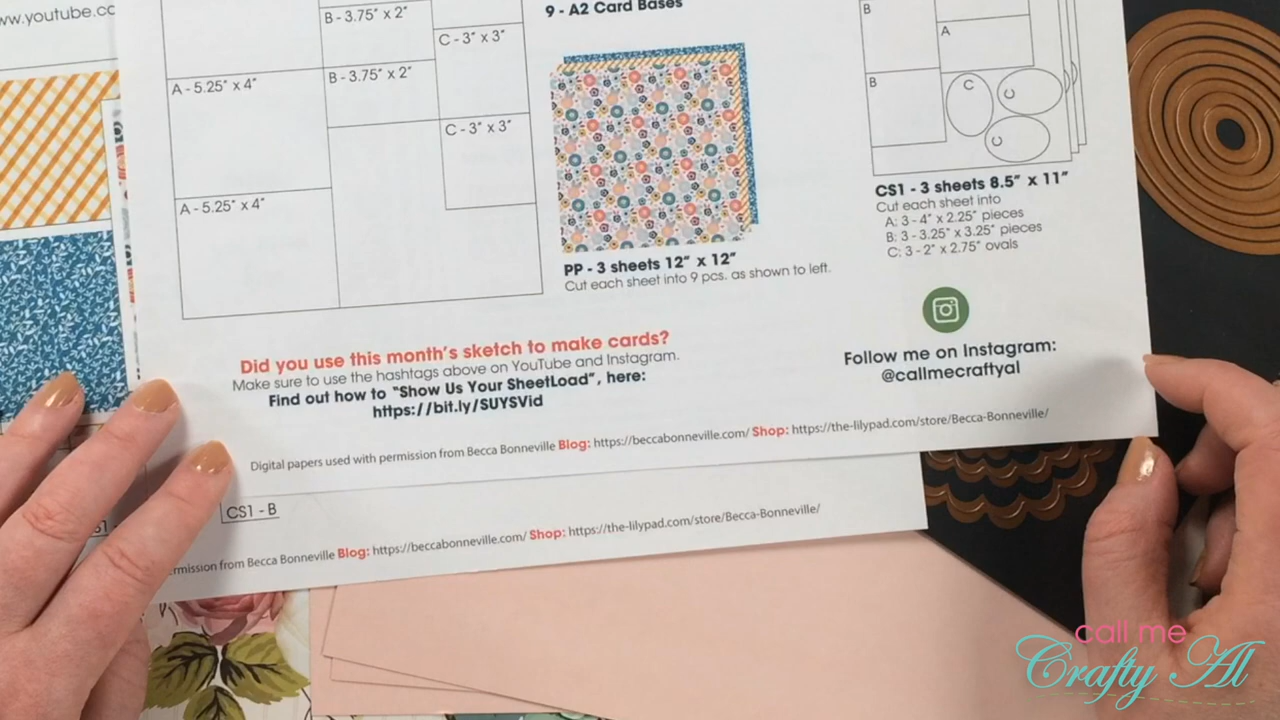 ww.youtube.co
B - 3.75" x 2"
C - 3" x 3"
A - 5.25" x 4"
B - 3.75" x 2"
C - 3" x 3"
A - 5.25" x 4"
9 - A2 Card Bases
PP - 3 sheets 12" x 12"
Cut each sheet into 9 pcs. as shown to left.
B
A
B
C
C
C
CS1 - 3 sheets 8.5" x 11"
Cut each sheet into
A: 3 - 4" x 2.25" pieces
B: 3 - 3.25" x 3.25" pieces
C: 3 - 2" x 2.75" ovals
Did you use this month's sketch to make cards?
Make sure to use the hashtags above on YouTube and Instagram.
Find out how to "Show Us Your SheetLoad", here:
https://bit.ly/SUYSVid
Follow me on Instagram:
@callmecraftyal
Digital papers used with permission from Becca Bonneville Blog: https://beccabonneville.com/ Shop: https://the-lilypad.com/store/Becca-Bonneville/
CS1 - B
rmission from Becca Bonneville Blog: https://beccabonneville.com/ Shop: https://the-lilypad.com/store/Becca-Bonneville/
call me
Crafty Al